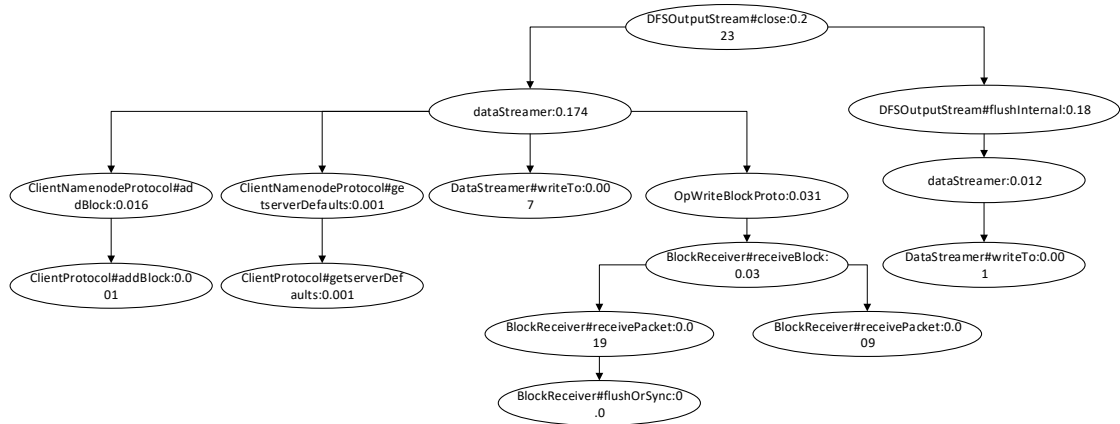 DFSOutputStream#close:0.2
23
dataStreamer:0.174
DFSOutputStream#flushInternal:0.18
ClientNamenodeProtocol#ad
dBlock:0.016
ClientNamenodeProtocol#ge
tserverDefaults:0.001
DataStreamer#writeTo:0.00
7
OpWriteBlockProto:0.031
dataStreamer:0.012
ClientProtocol#addBlock:0.0
01
ClientProtocol#getserverDef
aults:0.001
BlockReceiver#receiveBlock:
0.03
DataStreamer#writeTo:0.00
1
BlockReceiver#receivePacket:0.0
19
BlockReceiver#receivePacket:0.0
09
BlockReceiver#flushOrSync:0
.0